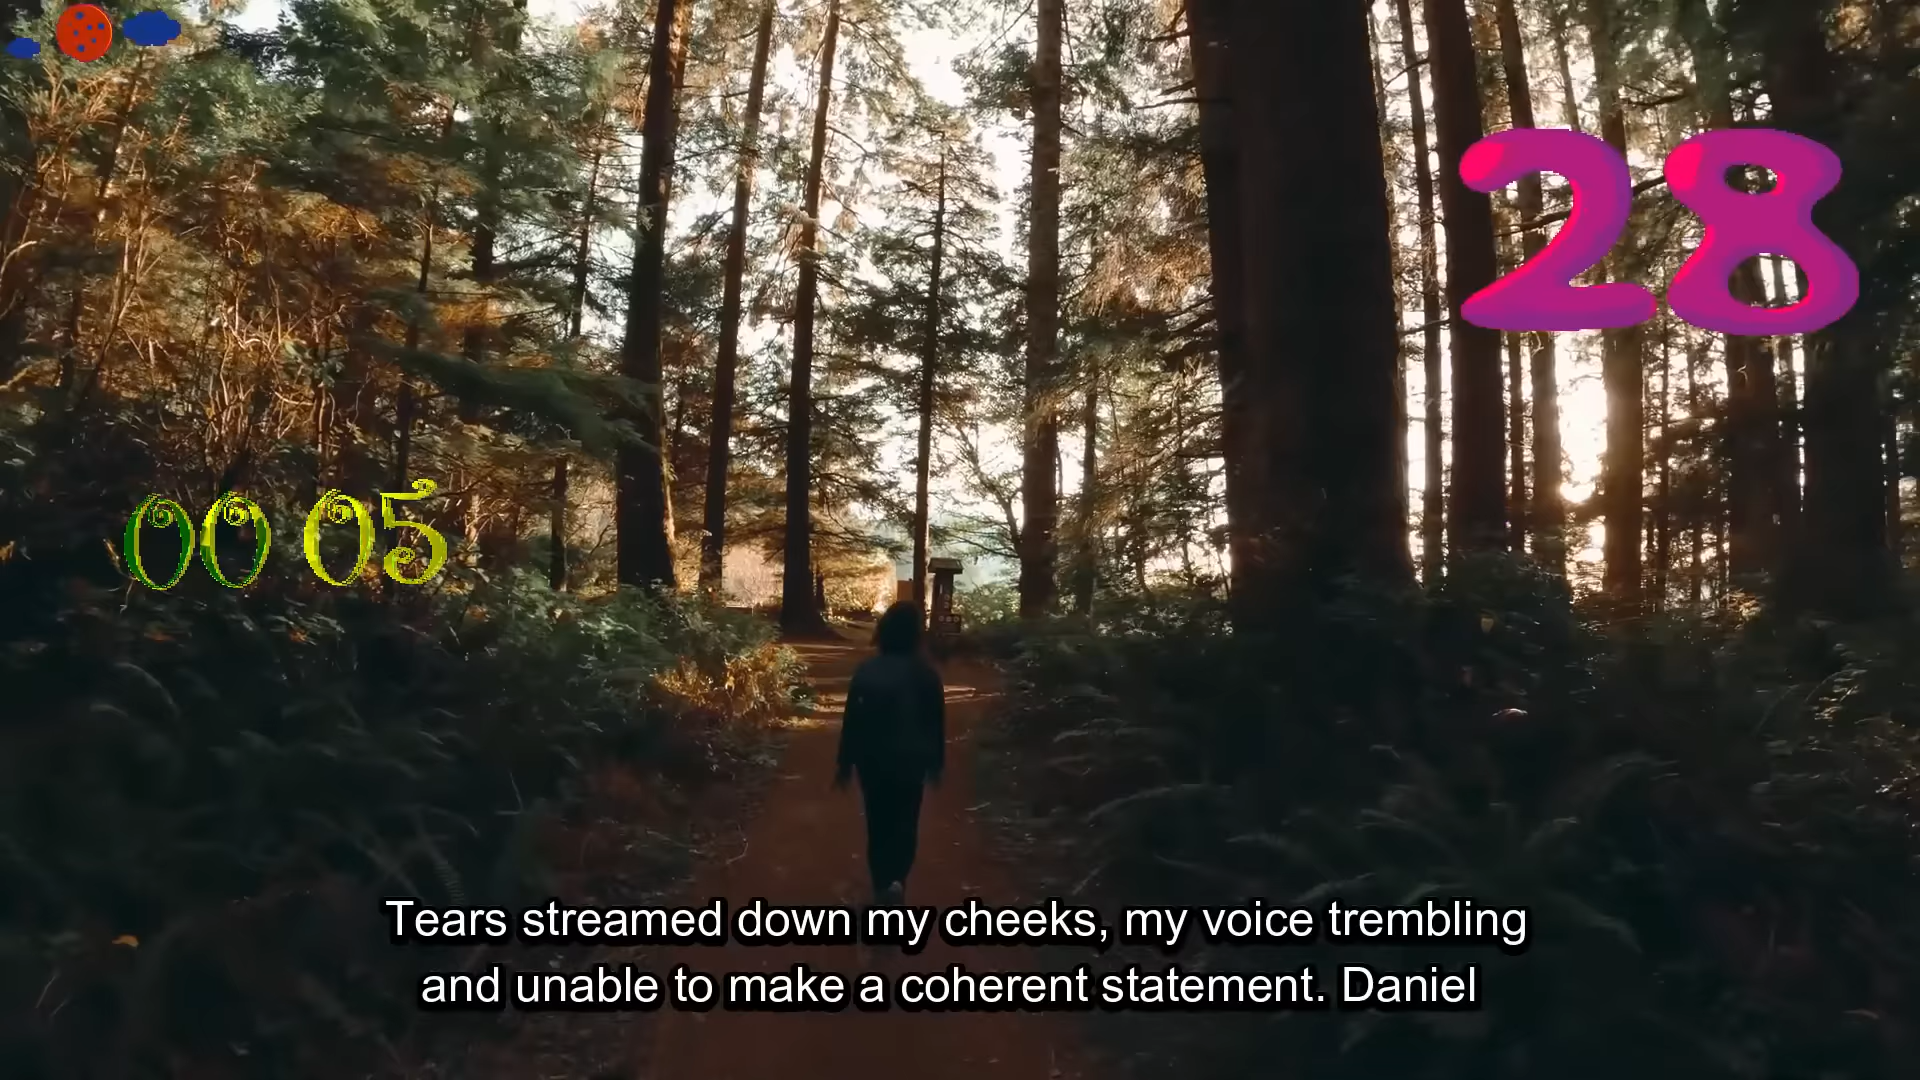 28
00 05
Tears streamed down my cheeks, my voice trembling
and unable to make a coherent statement. Daniel